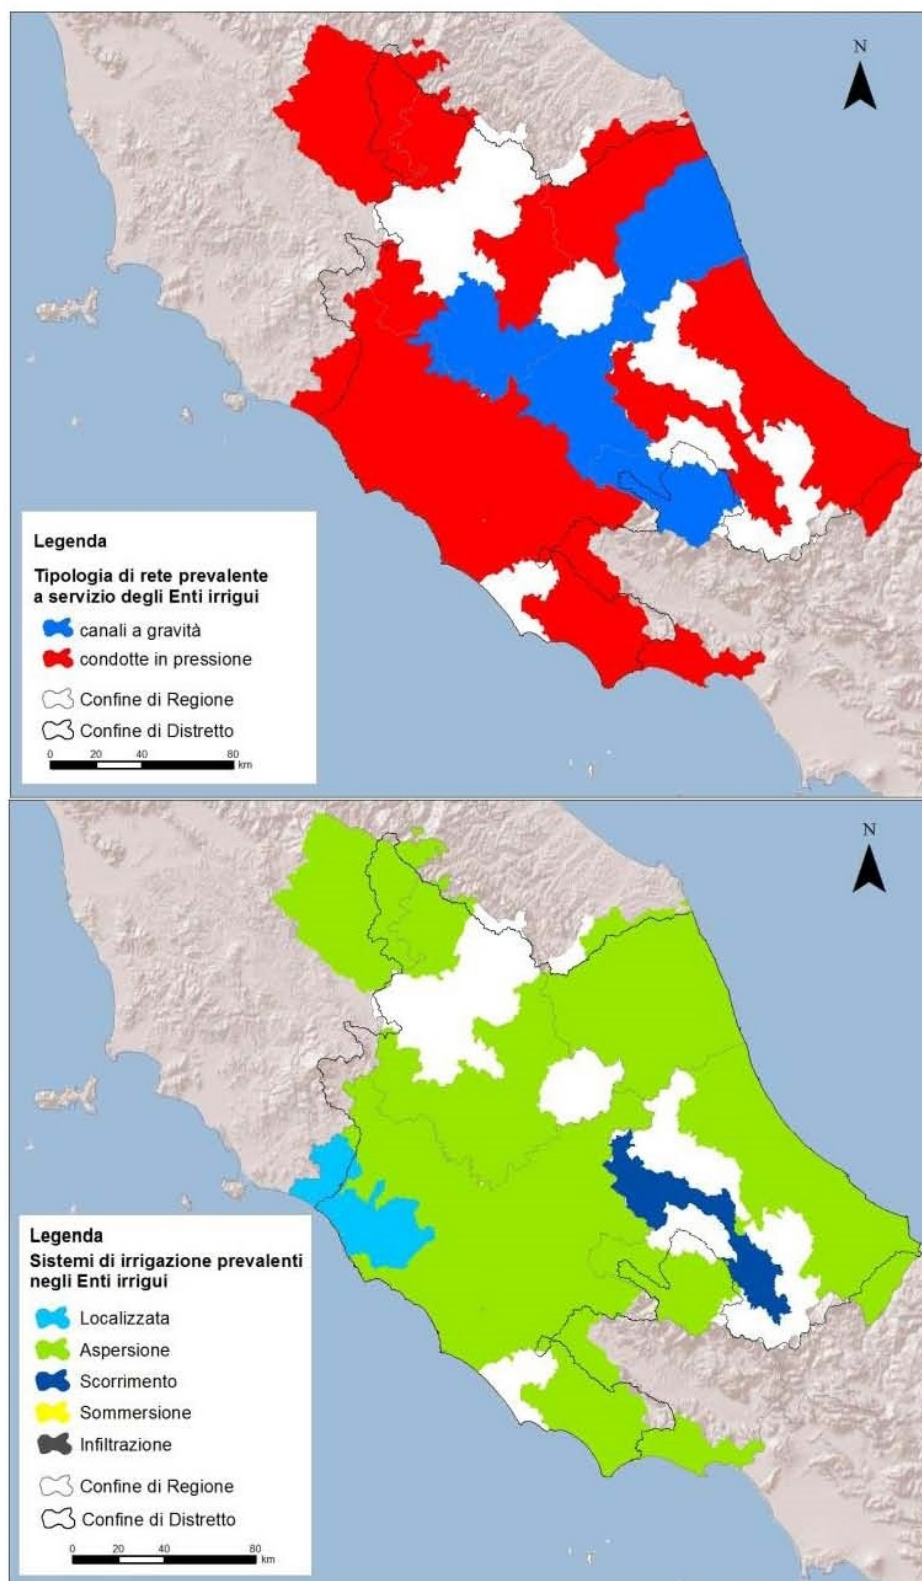 N
Legenda
Tipologia di rete prevalente
a servizio degli Enti irrigui
canali a gravità
condotte in pressione
Confine di Regione
Confine di Distretto
0 20 40 80
km
N
Legenda
Sistemi di irrigazione prevalenti
negli Enti irrigui
Localizzata
Aspersione
Scorrimento
Sommersione
Infiltrazione
Confine di Regione
Confine di Distretto
0 20 40 80
km